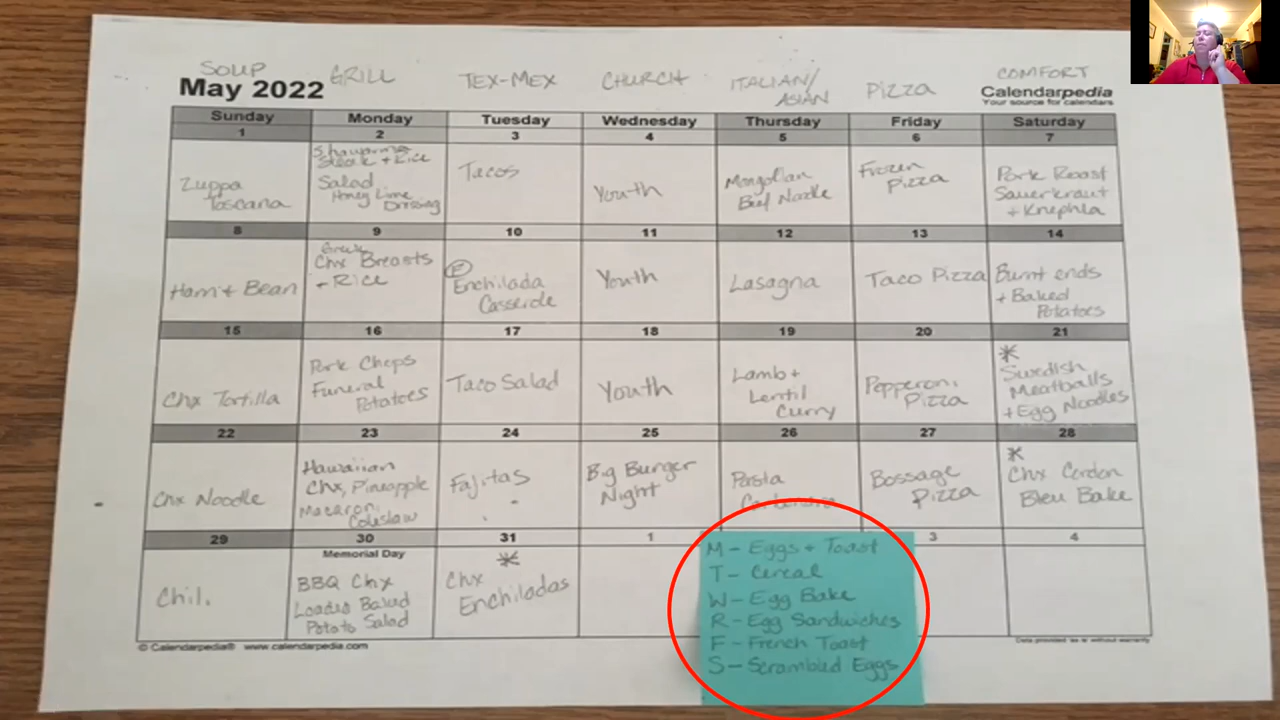 SOUP GRILL TEX-MEX CHURCH ITALIAN/ PIZZA COMFORT
ASIAN
May 2022
Calendarpedia
Your source for calendars
Sunday Monday Tuesday Wednesday Thursday Friday Saturday
1 2 3 4 5 6 7
Zuppa
Toscana
Shawarma
Steak + Rice
Salad
Honey Lime
Dressing
Tacos
Youth
Mongolian
Beef Noodle
Frozen
Pizza
Pork Roast
Sauerkraut
+ Knephla
8 9 10 11 12 13 14
Ham + Bean
Greek
Chx Breasts
+ Rice
Enchilada
Casserole
Youth
Lasagna
Taco Pizza
Burnt ends
+ Baked
Potatoes
15 16 17 18 19 20 21
Chx Tortilla
Pork Chops
Funeral
Potatoes
Taco Salad
Youth
Lamb +
Lentil
Curry
Pepperoni
Pizza
*
Swedish
Meatballs
+ Egg Noodles
22 23 24 25 26 27 28
Chx Noodle
Hawaiian
Chx, Pineapple
Macaroni
Coleslaw
Fajitas
Big Burger
Night
Pasta
Bossage
Pizza
*
Chx Cordon
Bleu Bake
29 30 31 1 3 4
Chili
Memorial Day
BBQ Chx
Loaded Baked
Potato Salad
*
Chx
Enchiladas
M - Eggs + Toast
T - Cereal
W - Egg Bake
R - Egg Sandwiches
F - French Toast
S - Scrambled Eggs
© Calendarpedia® www.calendarpedia.com
Data provided 'as is' without warranty